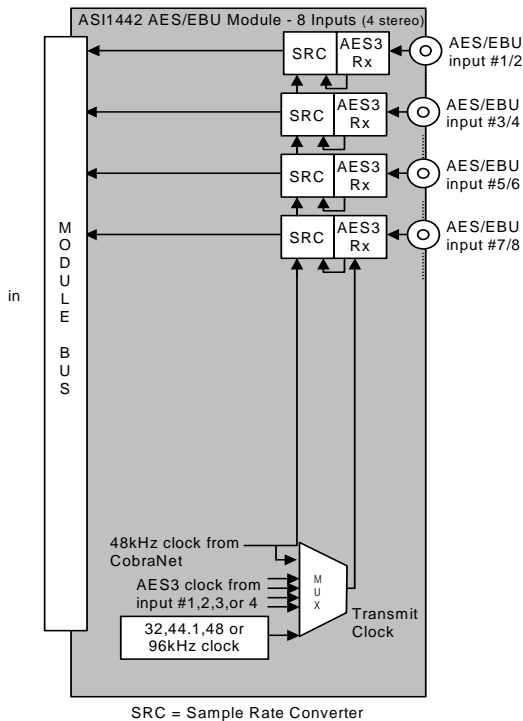 ASI1442 AES/EBU Module - 8 Inputs (4 stereo)
SRC
AES3
Rx
AES/EBU
input #1/2
SRC
AES3
Rx
AES/EBU
input #3/4
SRC
AES3
Rx
AES/EBU
input #5/6
SRC
AES3
Rx
AES/EBU
input #7/8
in
MODULE BUS
48kHz clock from
CobraNet
AES3 clock from
input #1,2,3,or 4
MUX
32,44.1,48 or
96kHz clock
Transmit
Clock
SRC = Sample Rate Converter